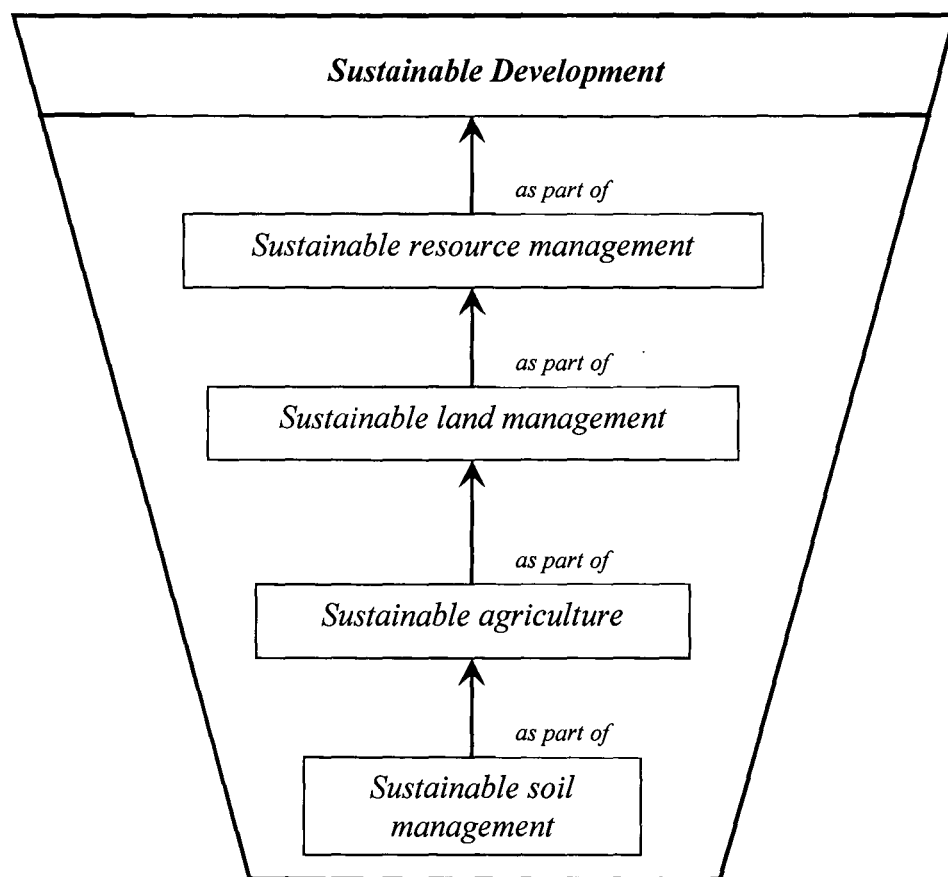 Sustainable Development
as part of
Sustainable resource management
as part of
Sustainable land management
as part of
Sustainable agriculture
as part of
Sustainable soil
management